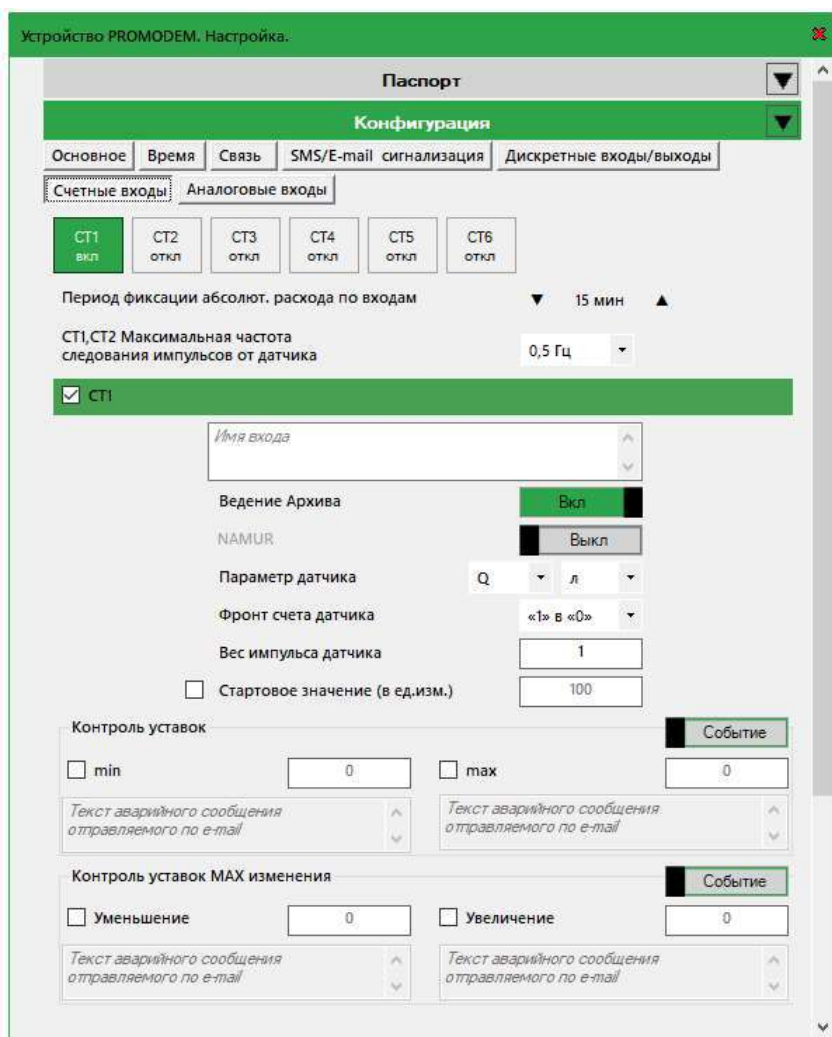 Устройство PROMODEM. Настройка.
Паспорт
Конфигурация
Основное Время Связь SMS/E-mail сигнализация Дискретные входы/выходы
Счетные входы Аналоговые входы
СТ1 СТ2 СТ3 СТ4 СТ5 СТ6
вкл откл откл откл откл откл
Период фиксации абсолют. расхода по входам ▼ 15 мин ▲
СТ1,СТ2 Максимальная частота
следования импульсов от датчика 0,5 Гц
СТ1
Имя входа
Ведение Архива Вкл
NAMUR Выкл
Параметр датчика Q л
Фронт счета датчика «1» в «0»
Вес импульса датчика 1
Стартовое значение (в ед.изм.) 100
Контроль уставок Событие
min 0 max 0
Текст аварийного сообщения Текст аварийного сообщения
отправляемого по e-mail отправляемого по e-mail
Контроль уставок MAX изменения Событие
Уменьшение 0 Увеличение 0
Текст аварийного сообщения Текст аварийного сообщения
отправляемого по e-mail отправляемого по e-mail